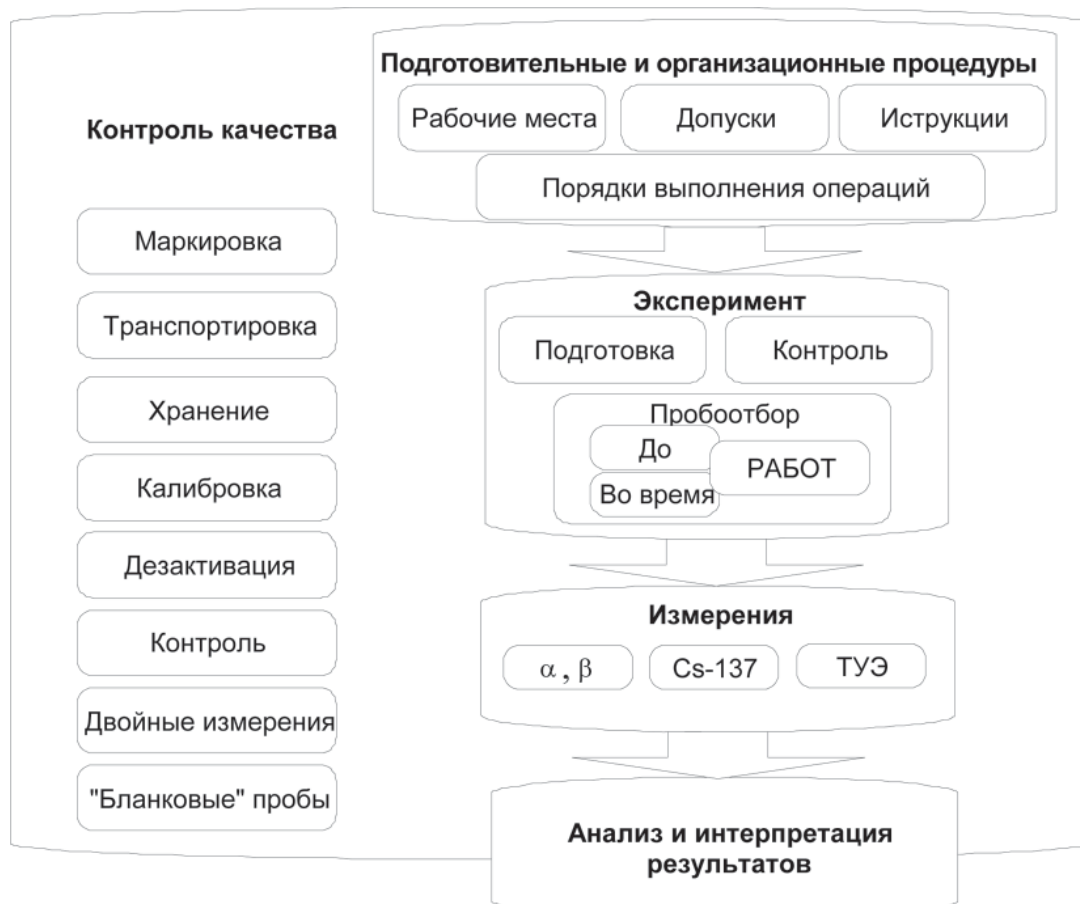 Подготовительные и организационные процедуры
Рабочие места
Допуски
Иструкции
Порядки выполнения операций
Контроль качества
Маркировка
Транспортировка
Хранение
Калибровка
Дезактивация
Контроль
Двойные измерения
"Бланковые" пробы
Эксперимент
Подготовка
Контроль
Пробоотбор
До
Во время
РАБОТ
Измерения
α, β
Cs-137
ТУЭ
Анализ и интерпретация
результатов